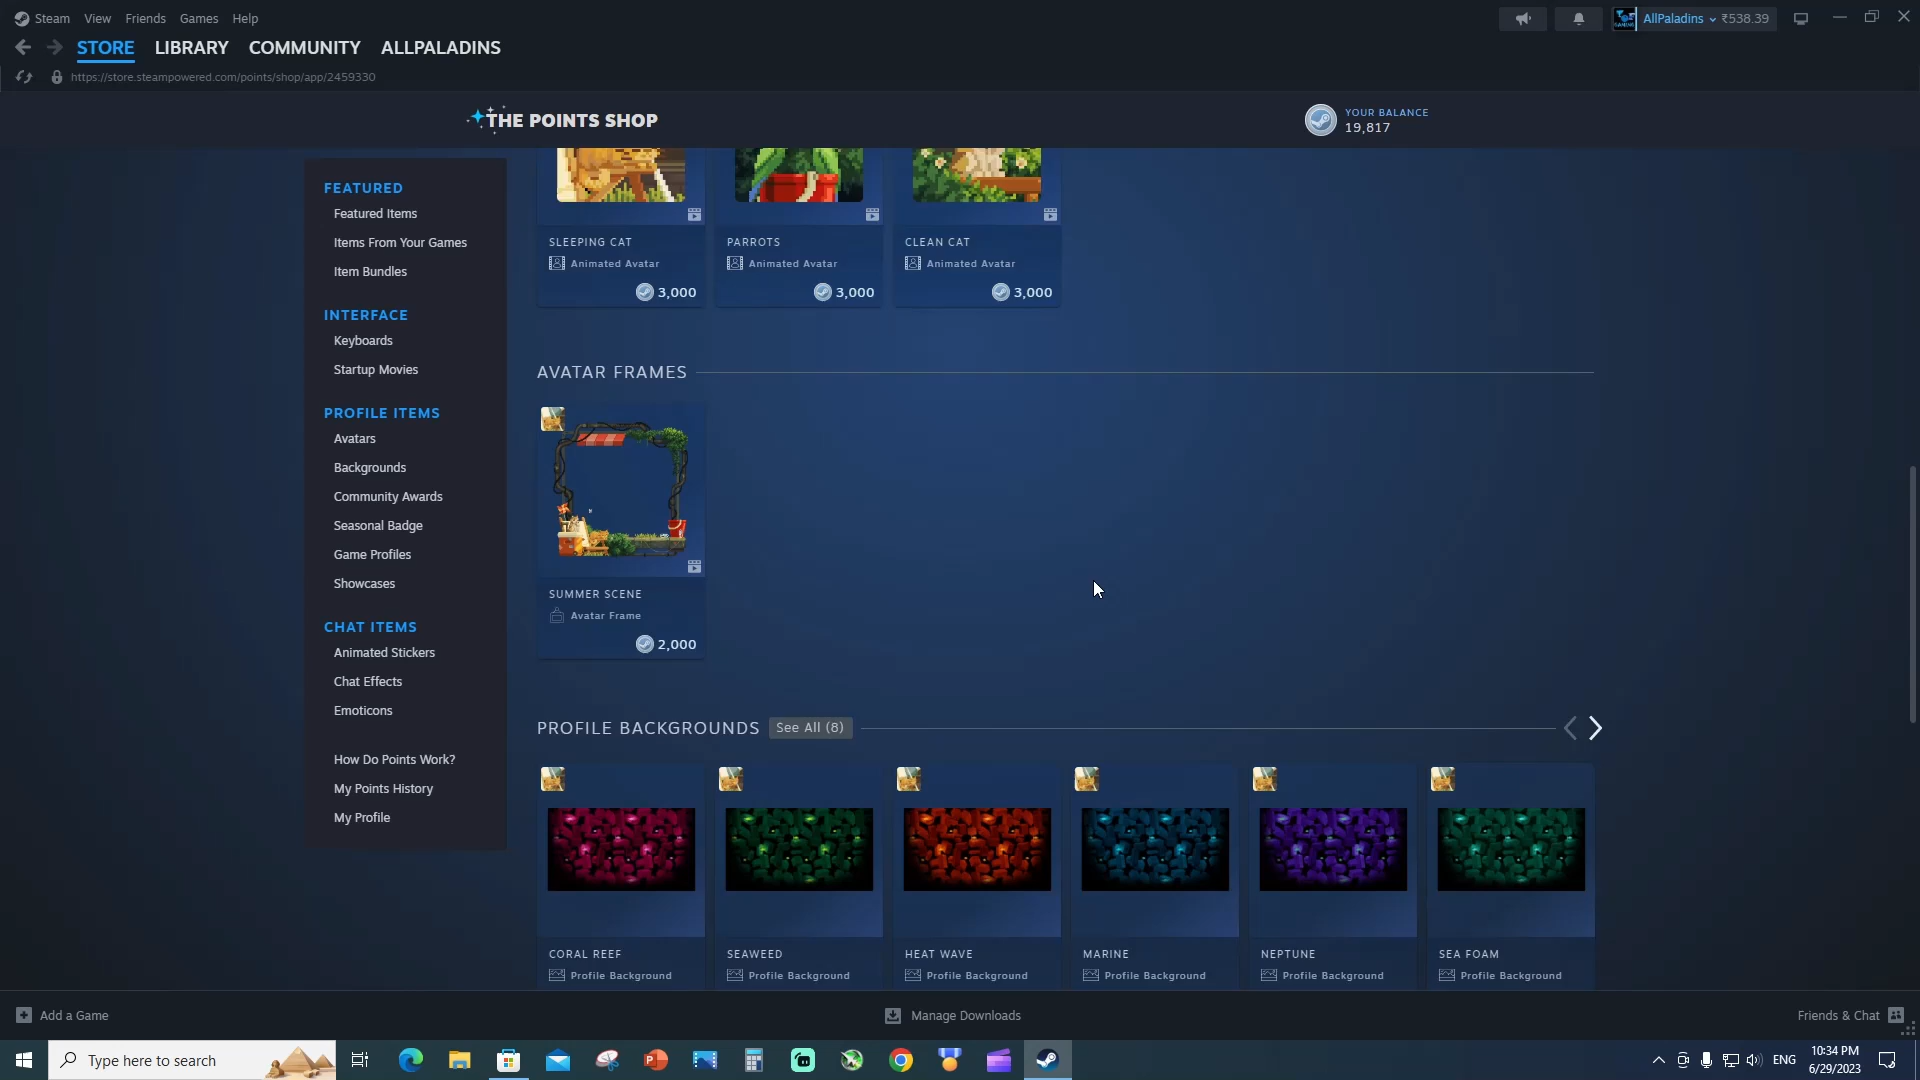 Steam View Friends Games Help
AllPaladins ₹538.39
STORE LIBRARY COMMUNITY ALLPALADINS
https://store.steampowered.com/points/shop/app/2459330
THE POINTS SHOP
YOUR BALANCE
19,817
FEATURED
Featured Items
Items From Your Games
Item Bundles
INTERFACE
Keyboards
Startup Movies
PROFILE ITEMS
Avatars
Backgrounds
Community Awards
Seasonal Badge
Game Profiles
Showcases
CHAT ITEMS
Animated Stickers
Chat Effects
Emoticons
How Do Points Work?
My Points History
My Profile
SLEEPING CAT
Animated Avatar
3,000
PARROTS
Animated Avatar
3,000
CLEAN CAT
Animated Avatar
3,000
AVATAR FRAMES
SUMMER SCENE
Avatar Frame
2,000
PROFILE BACKGROUNDS See All (8)
CORAL REEF
Profile Background
SEAWEED
Profile Background
HEAT WAVE
Profile Background
MARINE
Profile Background
NEPTUNE
Profile Background
SEA FOAM
Profile Background
Add a Game
Manage Downloads
Friends & Chat
Type here to search
ENG
10:34 PM
6/29/2023